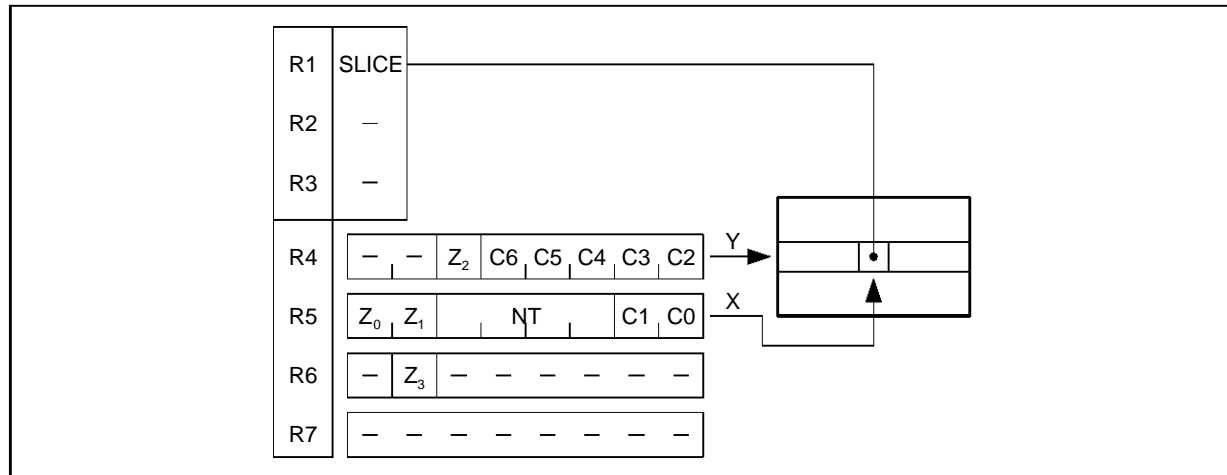 R1 SLICE
R2 –
R3 –
R4 – – Z₂ C6 C5 C4 C3 C2 Y
R5 Z₀ Z₁ NT C1 C0 X
R6 – Z₃ – – – – – –
R7 – – – – – – – –